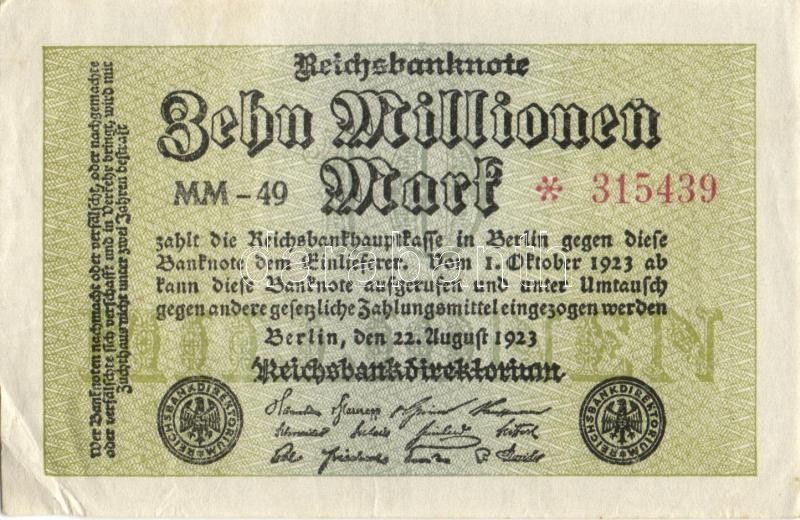 Reichsbanknote
Zehn Millionen
Mark
MM-49
* 315439
zahlt die Reichsbankhauptkasse in Berlin gegen diese
Banknote dem Einlieferer. Vom 1. Oktober 1923 ab
kann diese Banknote aufgerufen und unter Umtausch
gegen andere gesetzliche Zahlungsmittel eingezogen werden
Berlin, den 22. August 1923
Reichsbankdirektorium
REICHSBANKDIREKTORIUM
REICHSBANKDIREKTORIUM
Wer Banknoten nachmacht oder verfälscht, oder nachgemachte
oder verfälschte sich verschafft und in Verkehr bringt, wird mit
Zuchthaus nicht unter zwei Jahren bestraft
darabanth